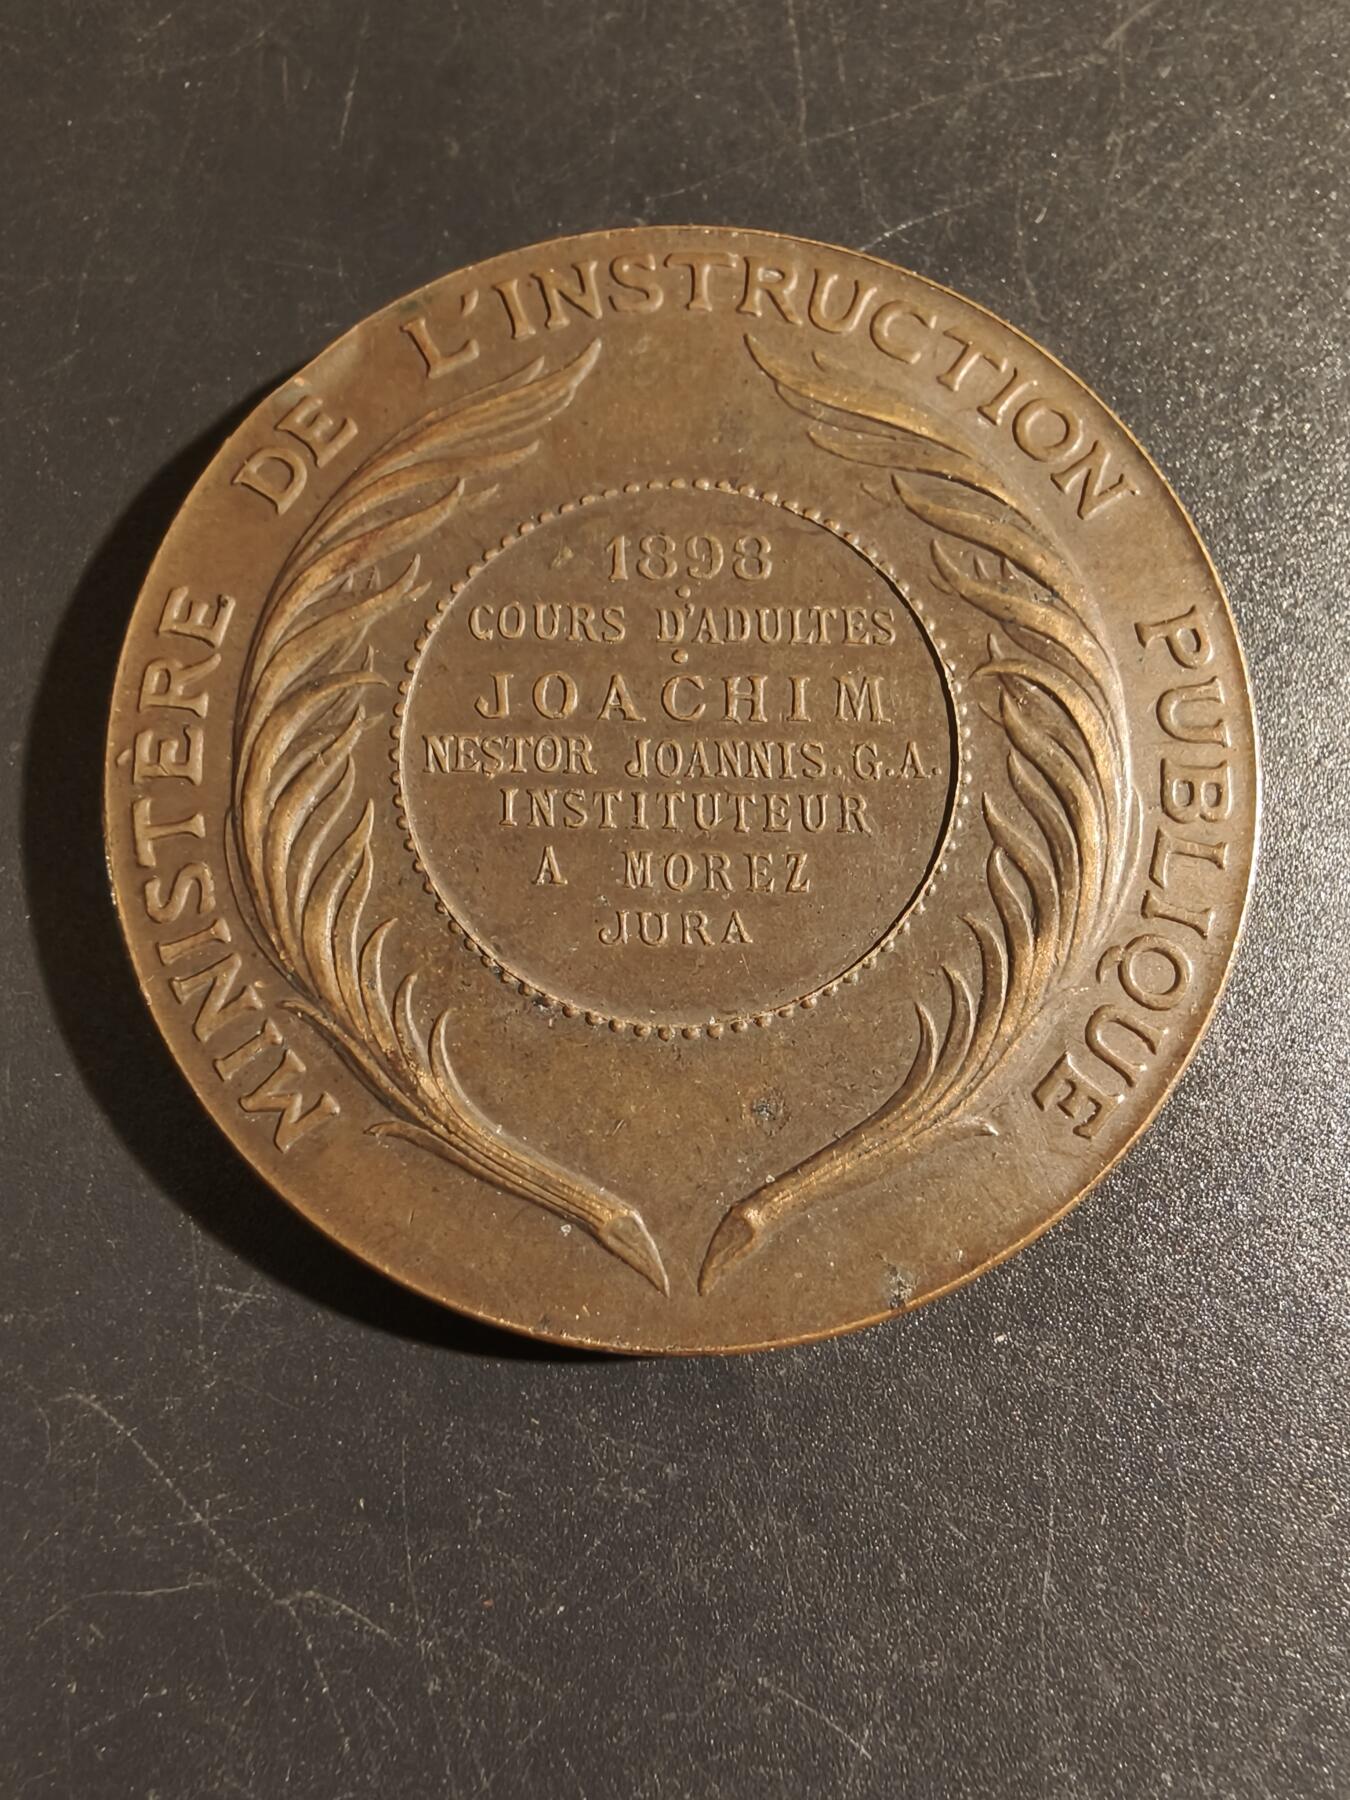 MINISTÈRE DE L'INSTRUCTION PUBLIQUE
1898
COURS D'ADULTES
JOACHIM
NESTOR JOANNIS. G.A.
INSTITUTEUR
A MOREZ
JURA